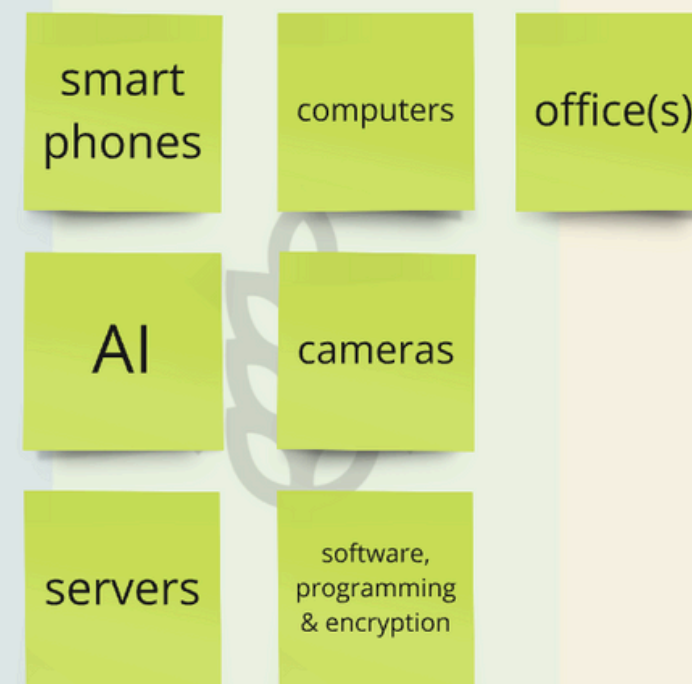 smart
phones
computers
office(s)
AI
cameras
servers
software,
programming
& encryption